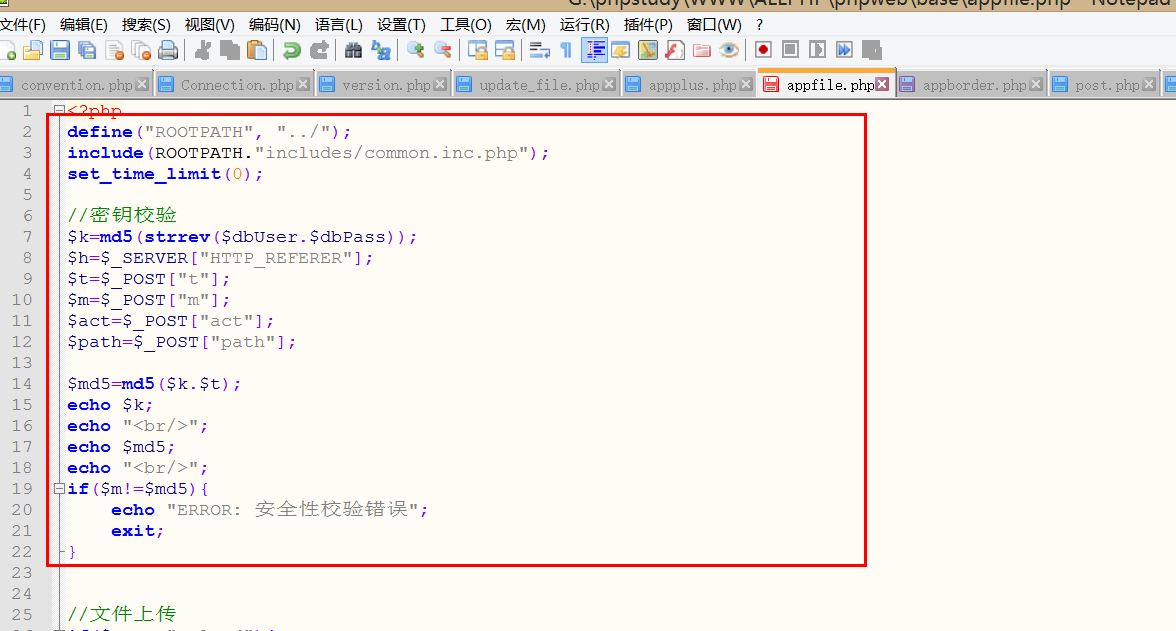 G:\phpstudy\WWW\ALLPHP\phpweb\base\appfile.php - Notepad
文件(F) 编辑(E) 搜索(S) 视图(V) 编码(N) 语言(L) 设置(T) 工具(O) 宏(M) 运行(R) 插件(P) 窗口(W) ?
convention.php Connection.php version.php update_file.php appplus.php appfile.php appborder.php post.php
1 <?php
2 define("ROOTPATH", "../");
3 include(ROOTPATH."includes/common.inc.php");
4 set_time_limit(0);
5
6 //密钥校验
7 $k=md5(strrev($dbUser.$dbPass));
8 $h=$_SERVER["HTTP_REFERER"];
9 $t=$_POST["t"];
10 $m=$_POST["m"];
11 $act=$_POST["act"];
12 $path=$_POST["path"];
13
14 $md5=md5($k.$t);
15 echo $k;
16 echo "<br/>";
17 echo $md5;
18 echo "<br/>";
19 if($m!=$md5){
20 echo "ERROR: 安全性校验错误";
21 exit;
22 }
23
24
25 //文件上传